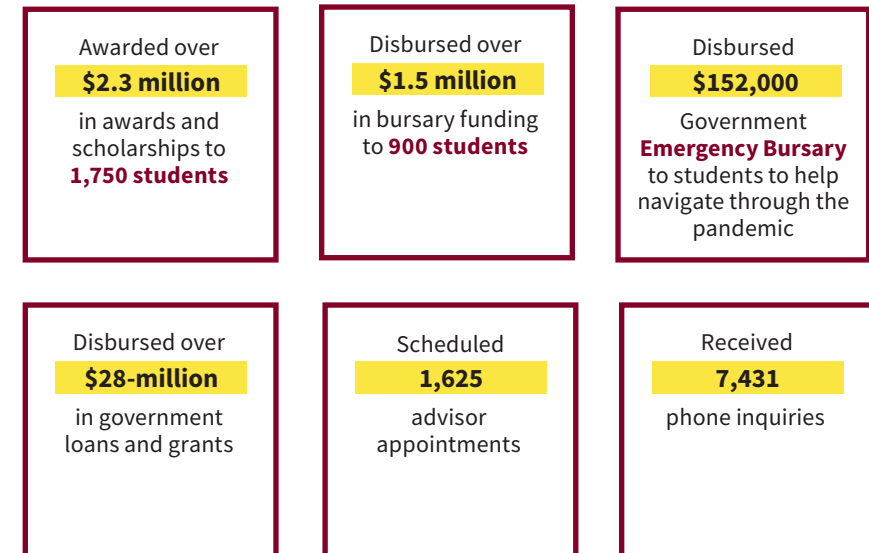 Awarded over
$2.3 million
in awards and
scholarships to
1,750 students
Disbursed over
$1.5 million
in bursary funding
to 900 students
Disbursed
$152,000
Government
Emergency Bursary
to students to help
navigate through the
pandemic
Disbursed over
$28-million
in government
loans and grants
Scheduled
1,625
advisor
appointments
Received
7,431
phone inquiries